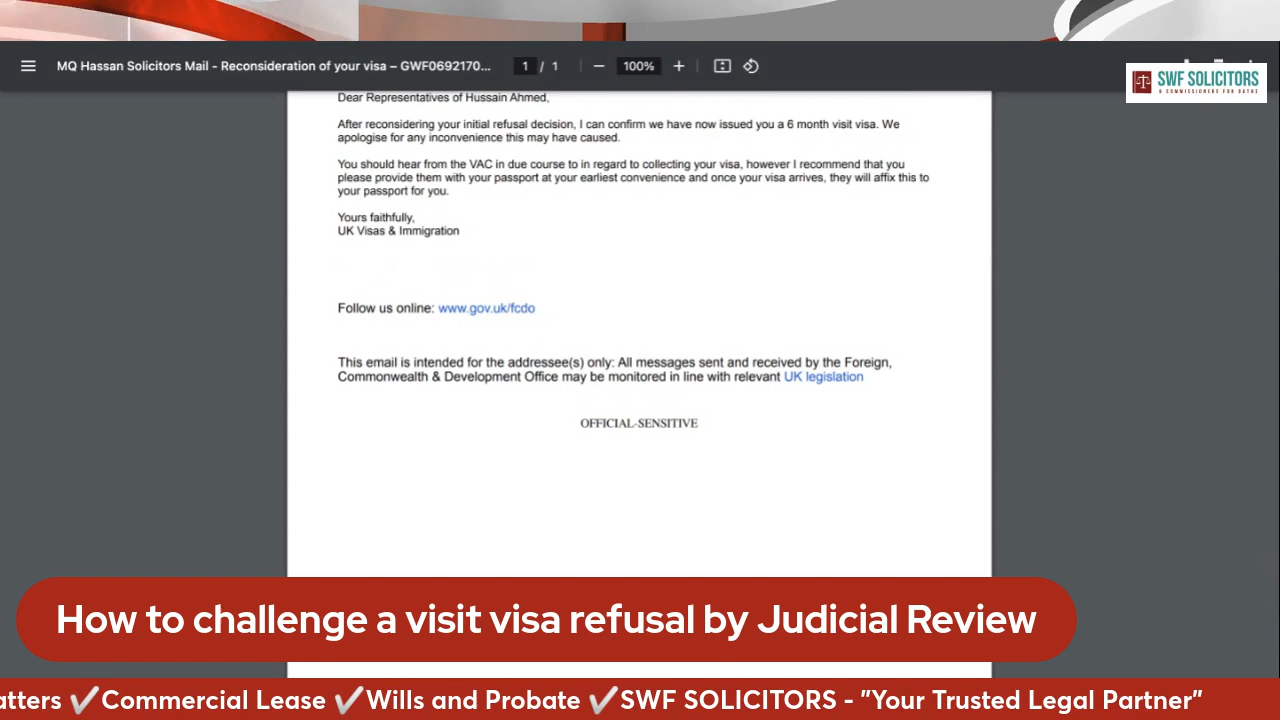 MQ Hassan Solicitors Mail - Reconsideration of your visa – GWF0692170... 1 / 1 100%
SWF SOLICITORS
& COMMISSIONERS FOR OATHS
Dear Representatives of Hussain Ahmed,
After reconsidering your initial refusal decision, I can confirm we have now issued you a 6 month visit visa. We
apologise for any inconvenience this may have caused.
You should hear from the VAC in due course to in regard to collecting your visa, however I recommend that you
please provide them with your passport at your earliest convenience and once your visa arrives, they will affix this to
your passport for you.
Yours faithfully,
UK Visas & Immigration
Follow us online: www.gov.uk/fcdo
This email is intended for the addressee(s) only: All messages sent and received by the Foreign,
Commonwealth & Development Office may be monitored in line with relevant UK legislation
OFFICIAL-SENSITIVE
How to challenge a visit visa refusal by Judicial Review
atters ✔Commercial Lease ✔Wills and Probate ✔SWF SOLICITORS - "Your Trusted Legal Partner"